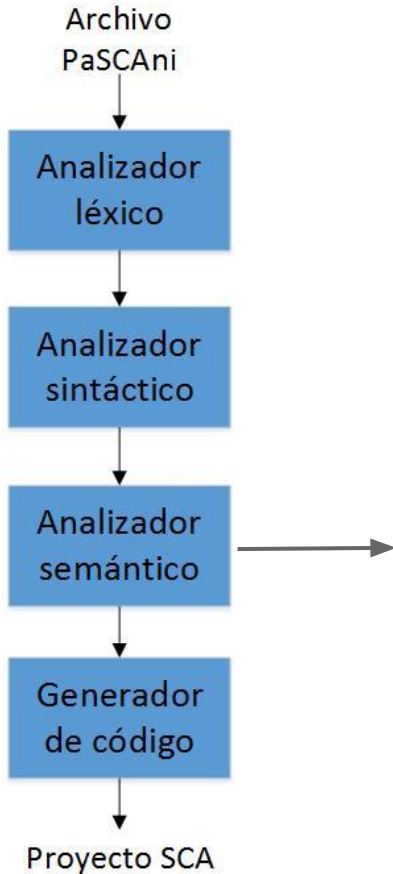 Archivo
PaSCAni
Analizador
léxico
Analizador
sintáctico
Analizador
semántico
Generador
de código
Proyecto SCA